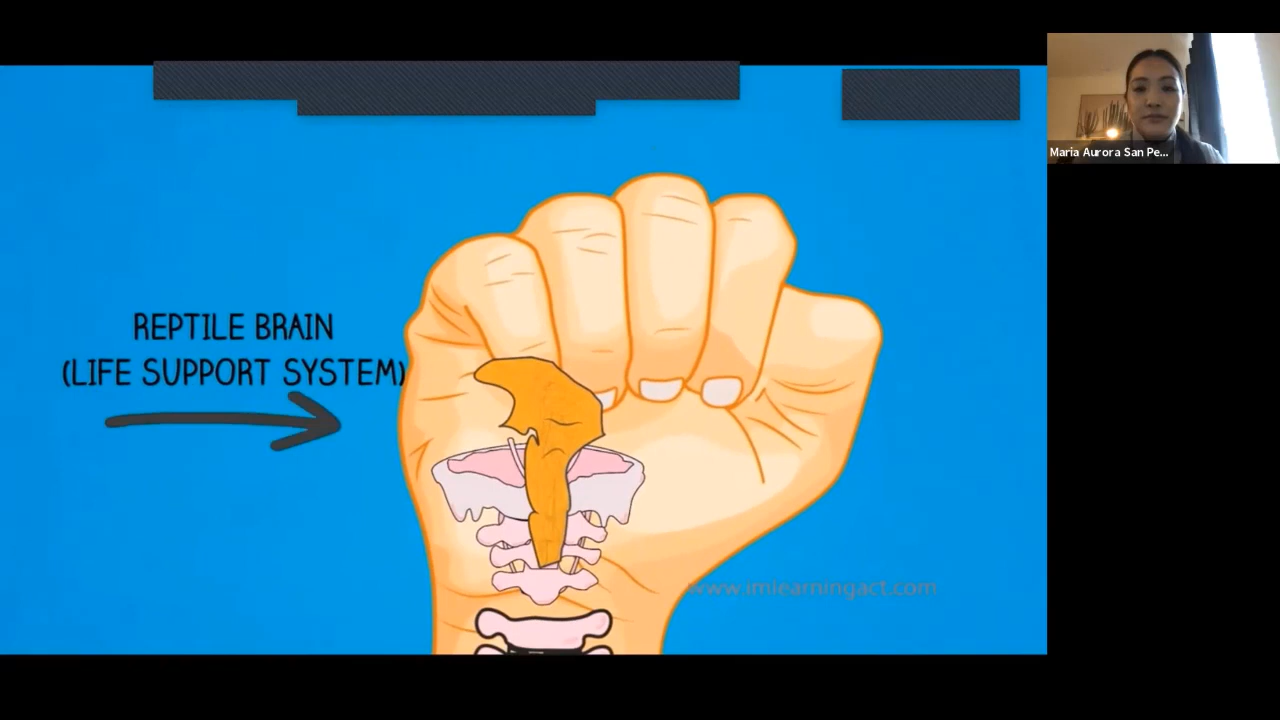 REPTILE BRAIN
(LIFE SUPPORT SYSTEM)
www.imlearningact.com
Maria Aurora San Pe...